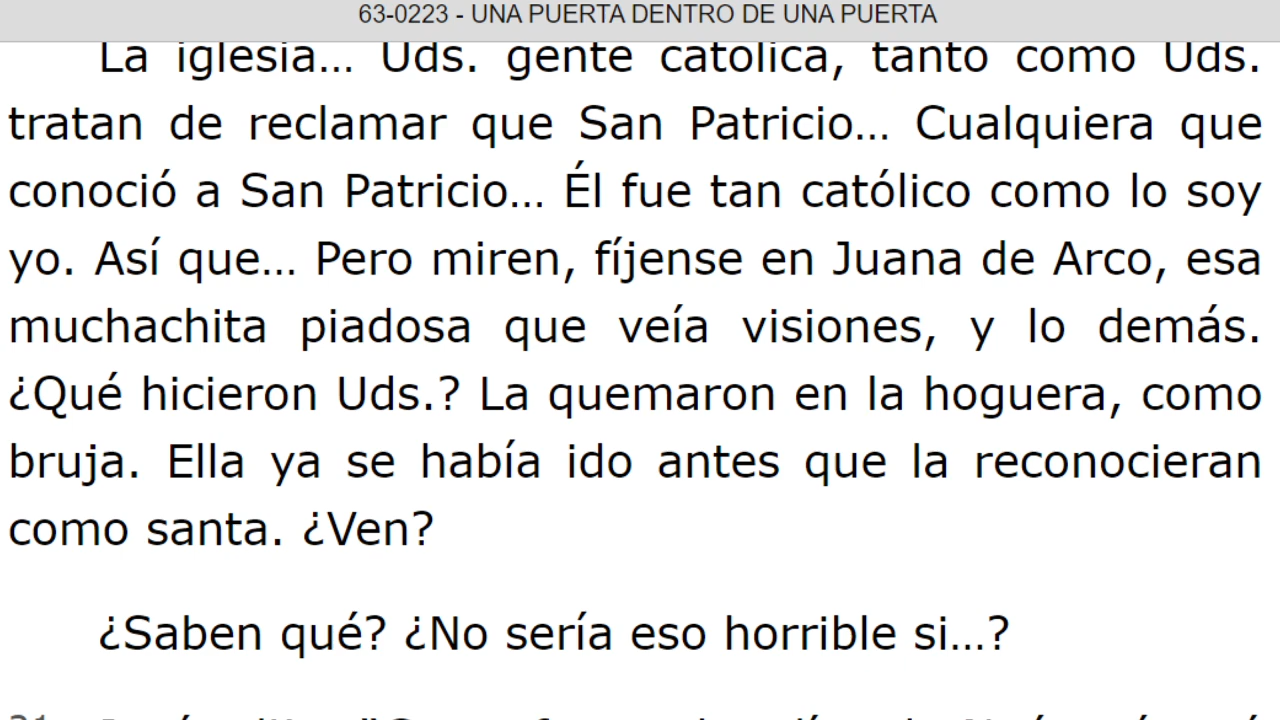 63-0223 - UNA PUERTA DENTRO DE UNA PUERTA
La iglesia... Uds. gente católica, tanto como Uds.
tratan de reclamar que San Patricio... Cualquiera que
conoció a San Patricio... Él fue tan católico como lo soy
yo. Así que... Pero miren, fíjense en Juana de Arco, esa
muchachita piadosa que veía visiones, y lo demás.
¿Qué hicieron Uds.? La quemaron en la hoguera, como
bruja. Ella ya se había ido antes que la reconocieran
como santa. ¿Ven?
¿Saben qué? ¿No sería eso horrible si...?